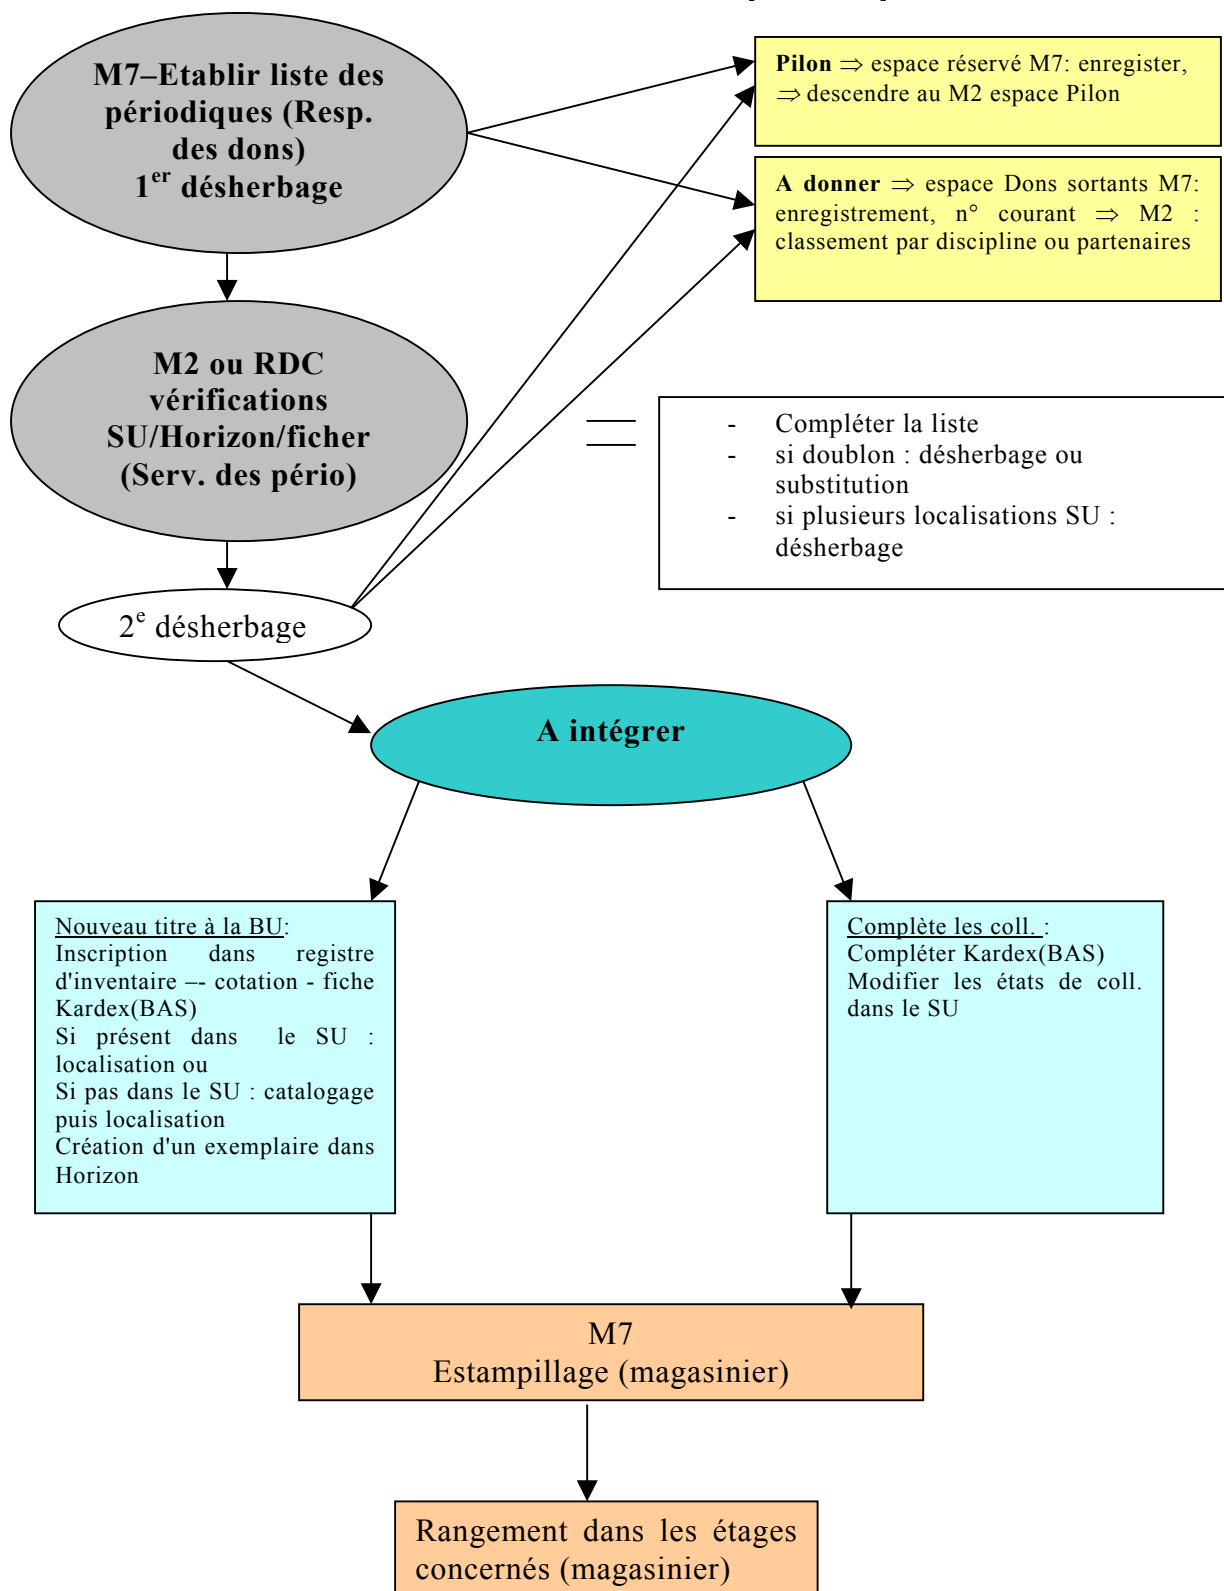 M7–Etablir liste des
périodiques (Resp.
des dons)
1er désherbage
Pilon ⇒ espace réservé M7: enregister,
⇒ descendre au M2 espace Pilon
A donner ⇒ espace Dons sortants M7:
enregistrement, n° courant ⇒ M2 :
classement par discipline ou partenaires
M2 ou RDC
vérifications
SU/Horizon/ficher
(Serv. des pério)
- Compléter la liste
- si doublon : désherbage ou
substitution
- si plusieurs localisations SU :
désherbage
2e désherbage
A intégrer
Nouveau titre à la BU:
Inscription dans registre
d'inventaire –- cotation - fiche
Kardex(BAS)
Si présent dans le SU :
localisation ou
Si pas dans le SU : catalogage
puis localisation
Création d'un exemplaire dans
Horizon
Complète les coll. :
Compléter Kardex(BAS)
Modifier les états de coll.
dans le SU
M7
Estampillage (magasinier)
Rangement dans les étages
concernés (magasinier)